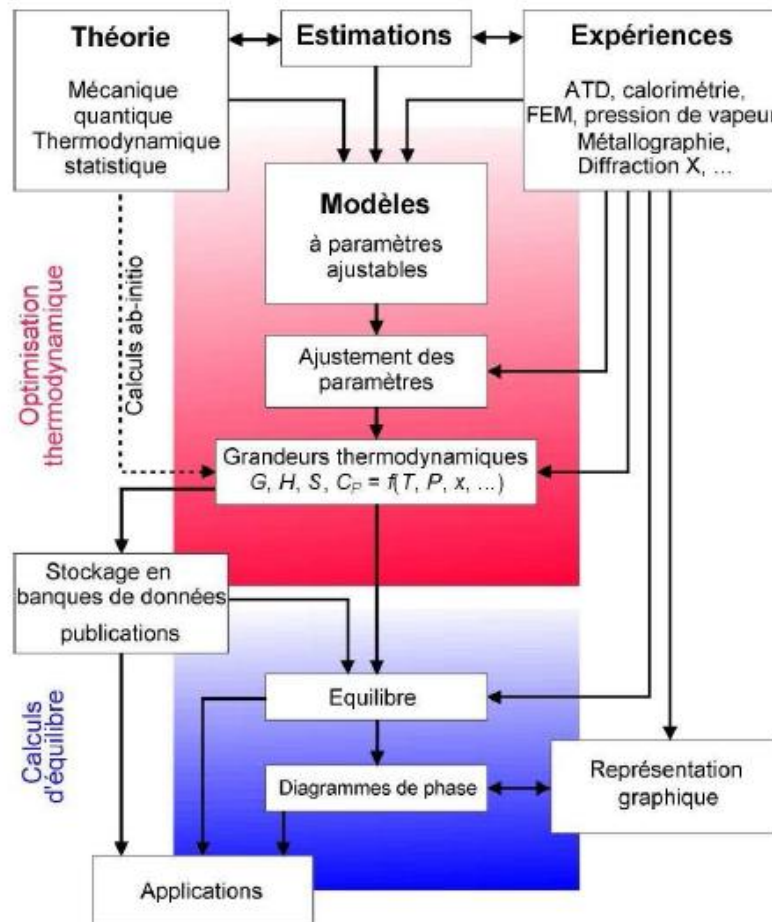 Théorie
Mécanique
quantique
Thermodynamique
statistique
Estimations
Expériences
ATD, calorimétrie,
FEM, pression de vapeur
Métallographie,
Diffraction X, ...
Modèles
à paramètres
ajustables
Optimisation
thermodynamique
Calculs ab-initio
Ajustement des
paramètres
Grandeurs thermodynamiques
G, H, S, C_P = f(T, P, x, ...)
Stockage en
banques de données
publications
Calculs
d'équilibre
Equilibre
Diagrammes de phase
Représentation
graphique
Applications